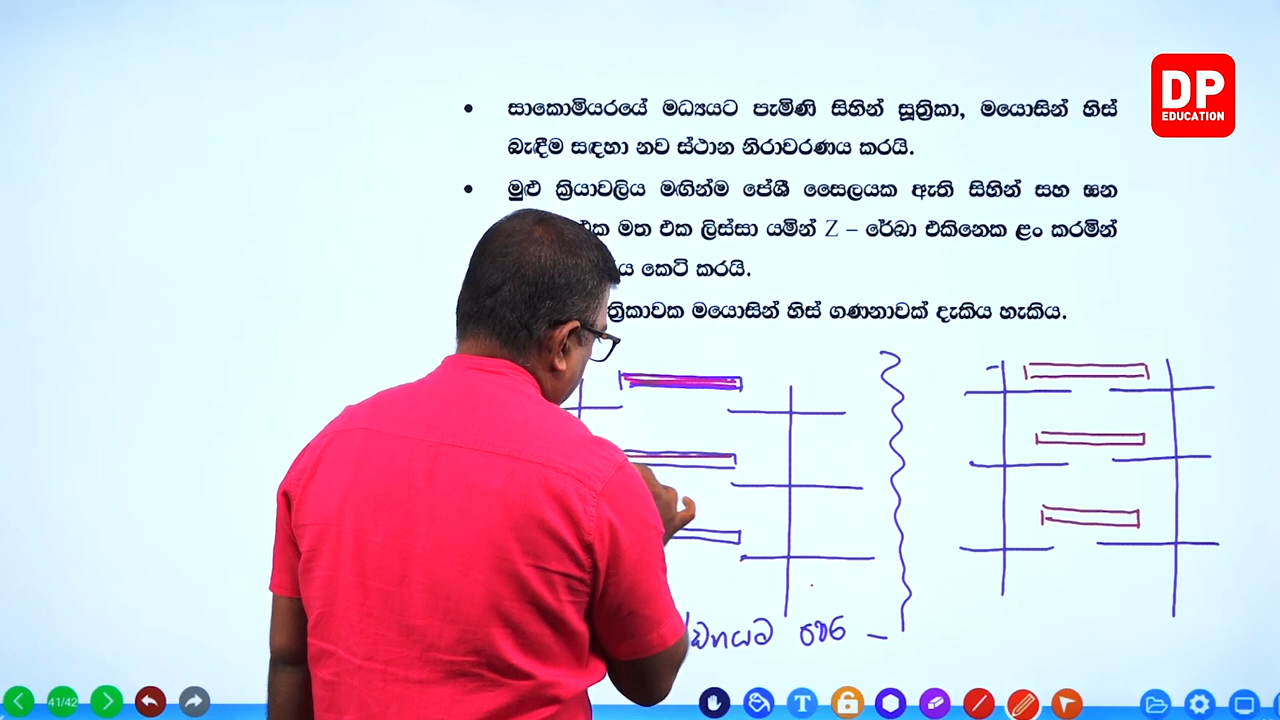 DP
EDUCATION
• සාකොමියරයේ මධ්‍යයට පැමිණි සිහින් සූත්‍රිකා, මයොසින් හිස්
බැඳීම සඳහා නව ස්ථාන නිරාවරණය කරයි.
• මුළු ක්‍රියාවලිය මඟින්ම පේශී සෛලයක ඇති සිහින් සහ ඝන
එක මත එක ලිස්සා යමින් Z – රේඛා එකිනෙක ළං කරමින්
කෙටි කරයි.
මයොසින් හිස් ගණනාවක් දැකිය හැකිය.
පෙර –
41/42